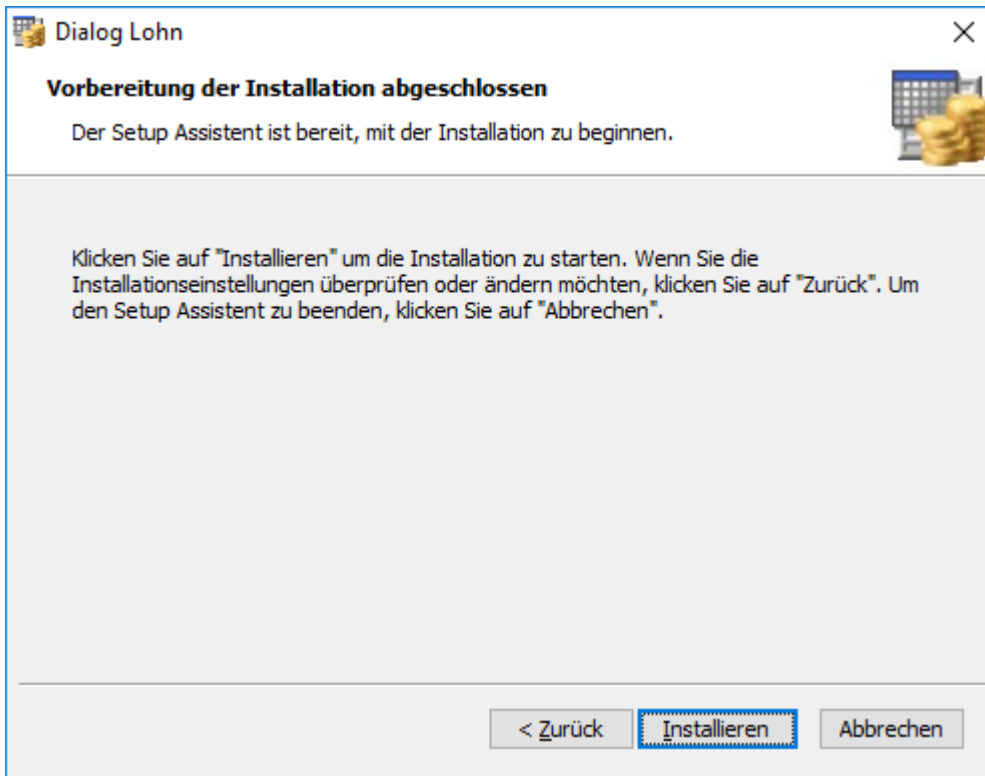 Dialog Lohn
Vorbereitung der Installation abgeschlossen
Der Setup Assistent ist bereit, mit der Installation zu beginnen.
Klicken Sie auf "Installieren" um die Installation zu starten. Wenn Sie die
Installationseinstellungen überprüfen oder ändern möchten, klicken Sie auf "Zurück". Um
den Setup Assistent zu beenden, klicken Sie auf "Abbrechen".
< Zurück Installieren Abbrechen